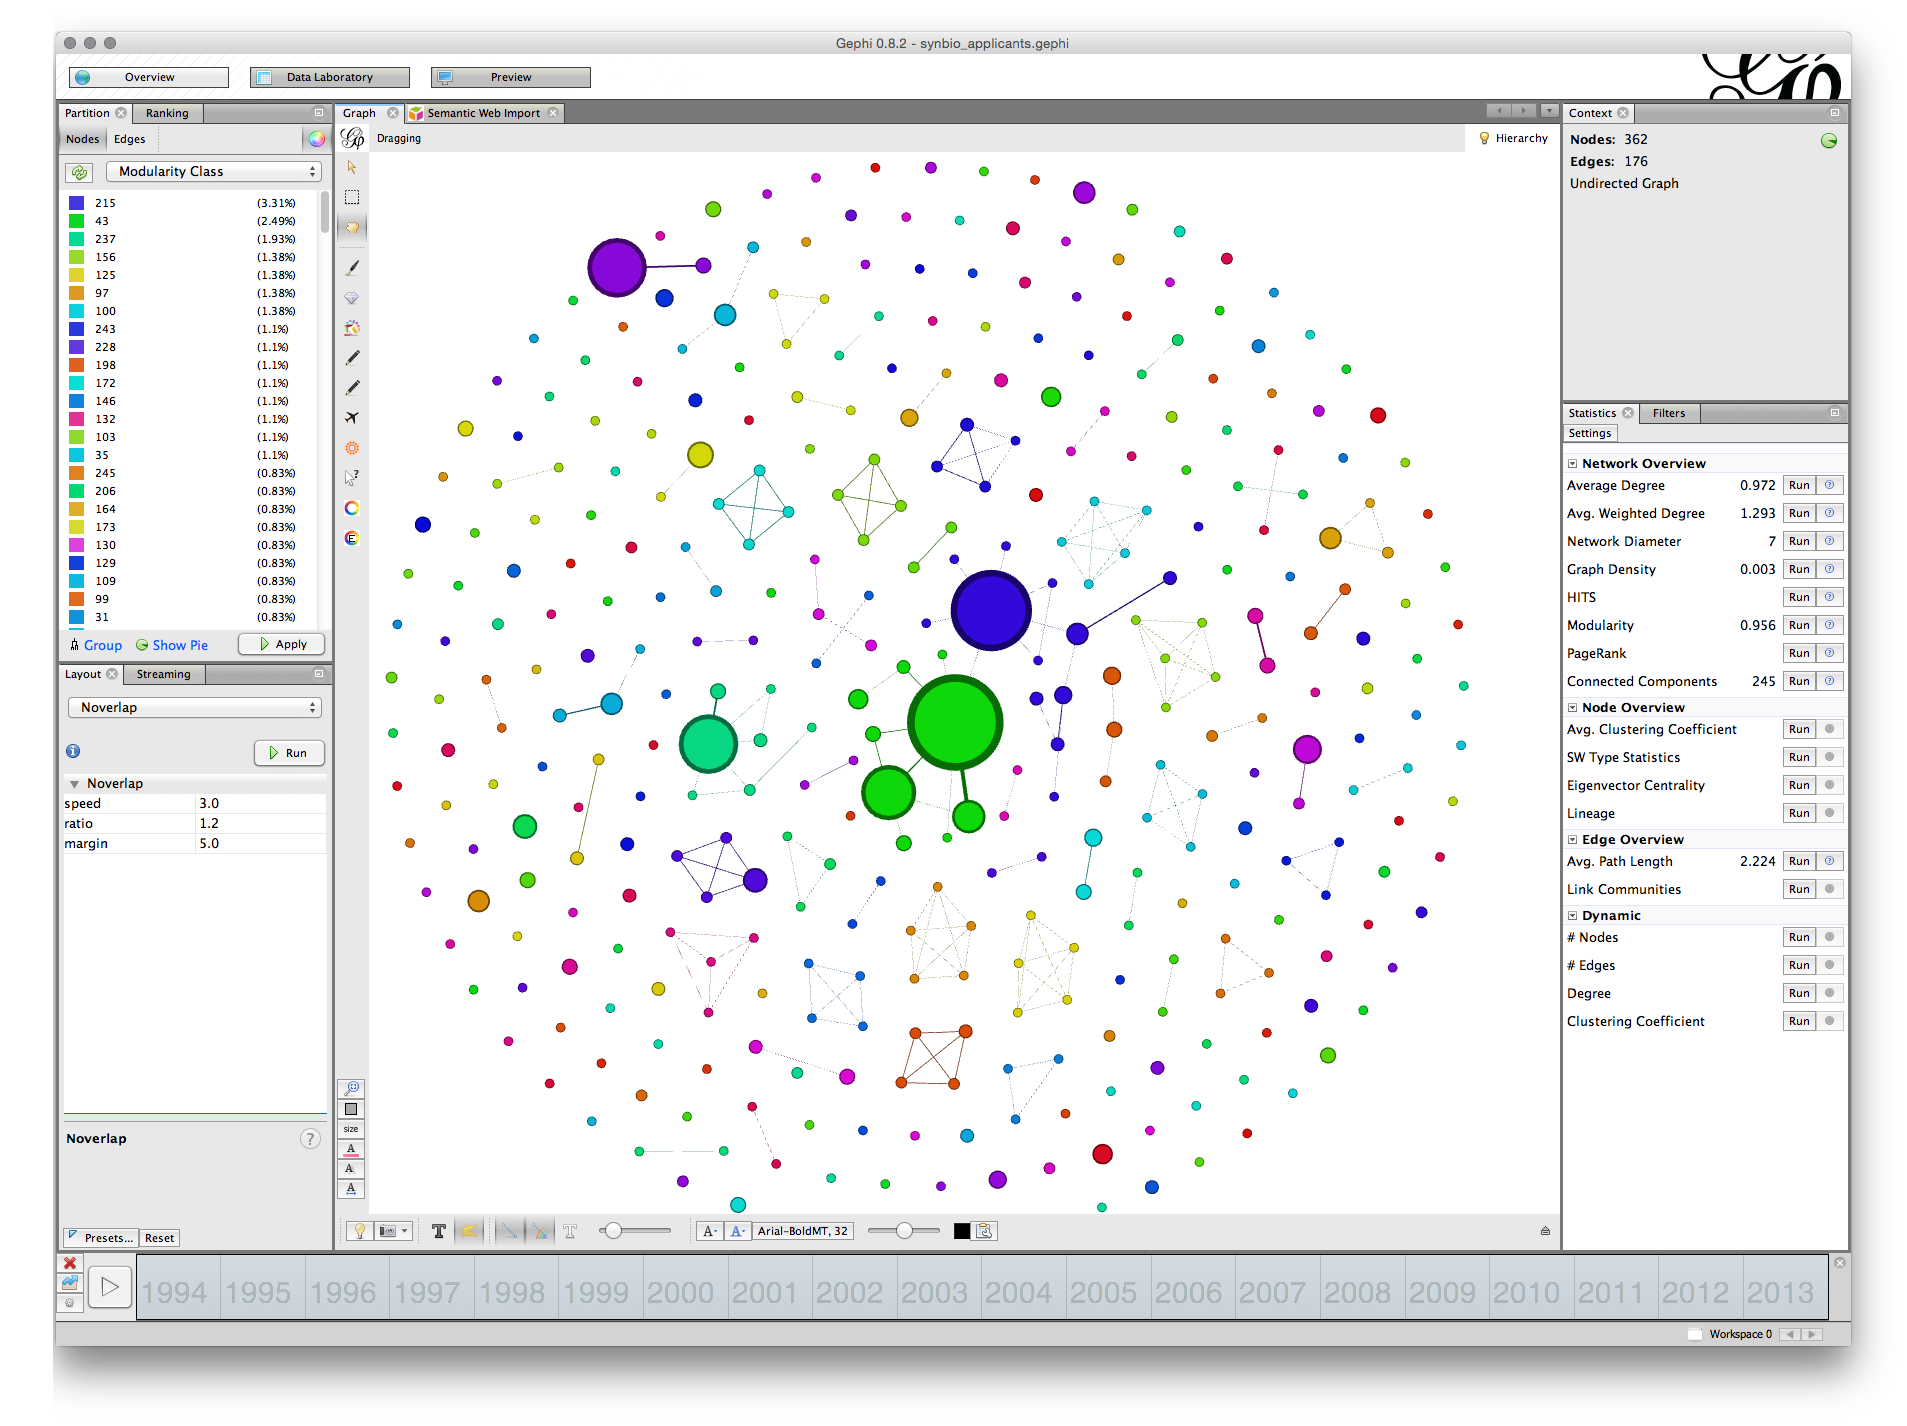 Gephi 0.8.2 - synbio_applicants.gephi
Overview
Data Laboratory
Preview
Partition
Ranking
Nodes
Edges
Modularity Class
215 (3.31%)
43 (2.49%)
237 (1.93%)
156 (1.38%)
125 (1.38%)
97 (1.38%)
100 (1.38%)
243 (1.1%)
228 (1.1%)
198 (1.1%)
172 (1.1%)
146 (1.1%)
132 (1.1%)
103 (1.1%)
35 (1.1%)
245 (0.83%)
206 (0.83%)
164 (0.83%)
173 (0.83%)
130 (0.83%)
129 (0.83%)
109 (0.83%)
99 (0.83%)
31 (0.83%)
Group
Show Pie
Apply
Layout
Streaming
Noverlap
Run
Noverlap
speed 3.0
ratio 1.2
margin 5.0
Noverlap
?
Presets...
Reset
Graph
Semantic Web Import
Dragging
Hierarchy
size
A
A
A
T
T
A
A
Arial-BoldMT, 32
Context
Nodes: 362
Edges: 176
Undirected Graph
Statistics
Filters
Settings
Network Overview
Average Degree 0.972 Run
Avg. Weighted Degree 1.293 Run
Network Diameter 7 Run
Graph Density 0.003 Run
HITS Run
Modularity 0.956 Run
PageRank Run
Connected Components 245 Run
Node Overview
Avg. Clustering Coefficient Run
SW Type Statistics Run
Eigenvector Centrality Run
Lineage Run
Edge Overview
Avg. Path Length 2.224 Run
Link Communities Run
Dynamic
# Nodes Run
# Edges Run
Degree Run
Clustering Coefficient Run
1994 1995 1996 1997 1998 1999 2000 2001 2002 2003 2004 2005 2006 2007 2008 2009 2010 2011 2012 2013
Workspace 0